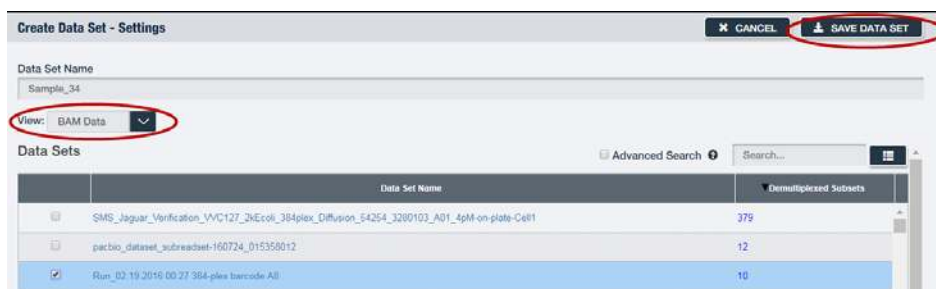 Create Data Set - Settings
CANCEL
SAVE DATA SET
Data Set Name
Sample_34
View: BAM Data
Data Sets
Advanced Search
Search...
Data Set Name
Demultiplexed Subsets
SMS_Jaguar_Verification_VVC127_2kEcoli_384plex_Diffusion_54254_3280103_A01_4pM-on-plate-Cell1 379
pacbio_dataset_subreadset-160724_015358012 12
Run_02.19.2016 00:27 384-plex barcode A8 10